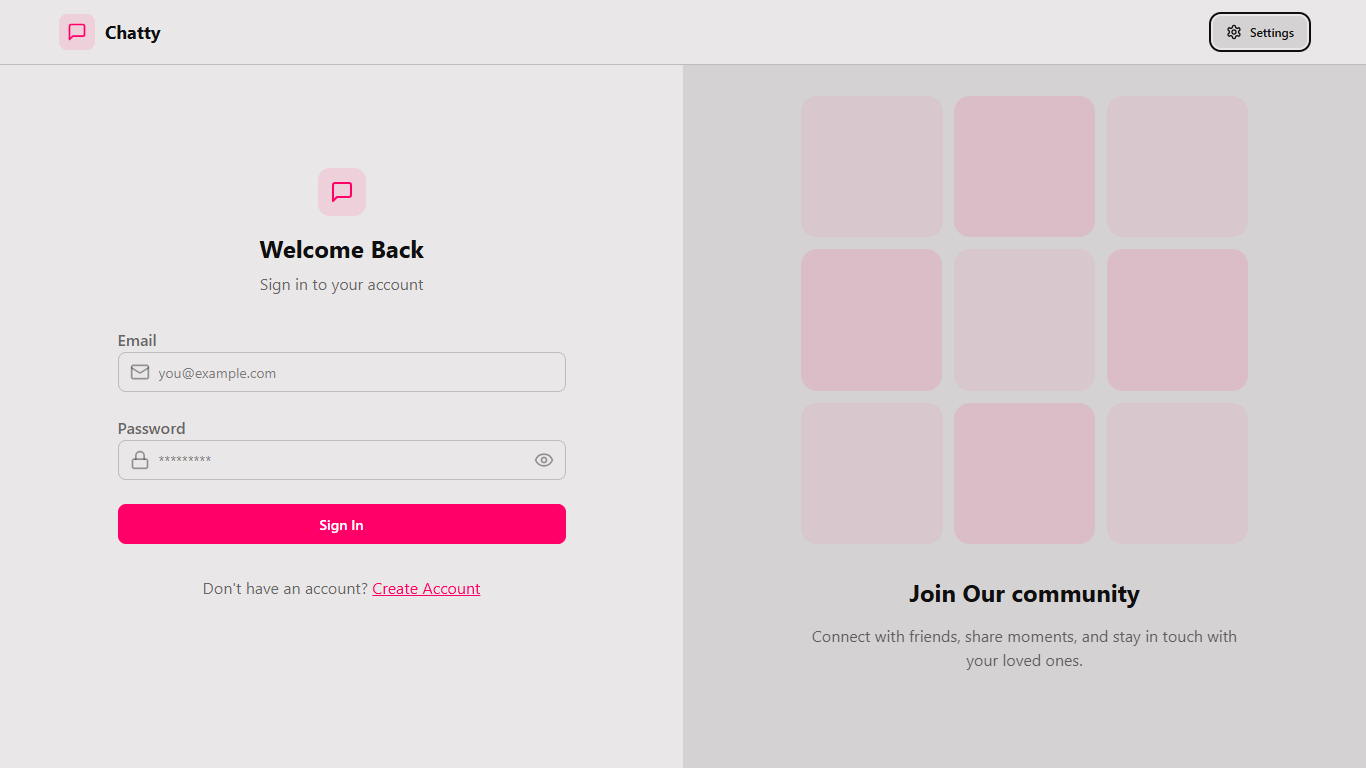 Chatty
Settings
Welcome Back
Sign in to your account
Email
you@example.com
Password
*********
Sign In
Don't have an account? Create Account
Join Our community
Connect with friends, share moments, and stay in touch with
your loved ones.